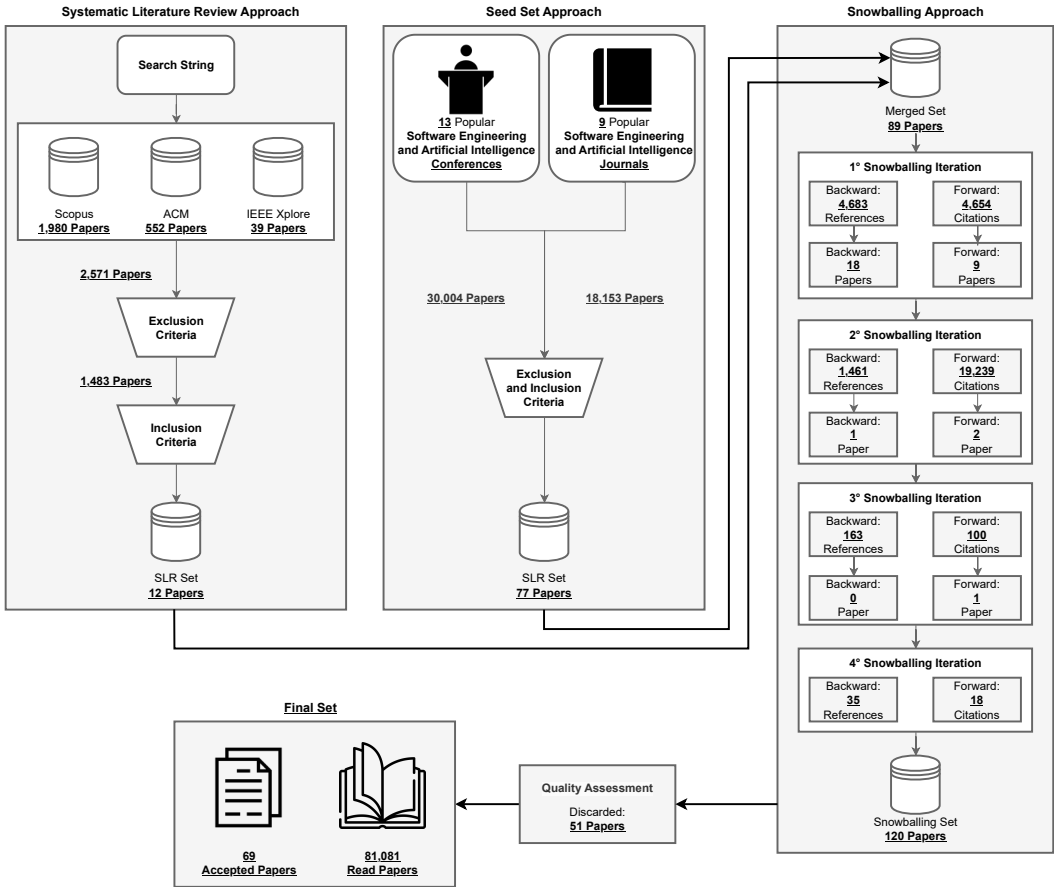 Systematic Literature Review Approach
Search String
Scopus
1,980 Papers
ACM
552 Papers
IEEE Xplore
39 Papers
2,571 Papers
Exclusion
Criteria
1,483 Papers
Inclusion
Criteria
SLR Set
12 Papers
Seed Set Approach
13 Popular
Software Engineering
and Artificial Intelligence
Conferences
9 Popular
Software Engineering
and Artificial Intelligence
Journals
30,004 Papers
18,153 Papers
Exclusion
and Inclusion
Criteria
SLR Set
77 Papers
Snowballing Approach
Merged Set
89 Papers
1° Snowballing Iteration
Backward:
4,683
References
Forward:
4,654
Citations
Backward:
18
Papers
Forward:
9
Papers
2° Snowballing Iteration
Backward:
1,461
References
Forward:
19,239
Citations
Backward:
1
Paper
Forward:
2
Paper
3° Snowballing Iteration
Backward:
163
References
Forward:
100
Citations
Backward:
0
Paper
Forward:
1
Paper
4° Snowballing Iteration
Backward:
35
References
Forward:
18
Citations
Snowballing Set
120 Papers
Quality Assessment
Discarded:
51 Papers
Final Set
69
Accepted Papers
81,081
Read Papers